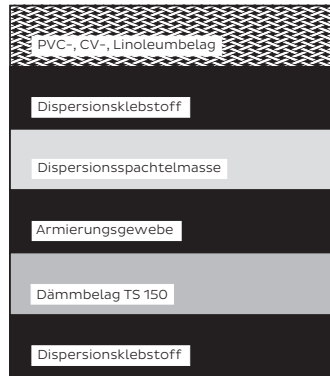 PVC-, CV-, Linoleumbelag
Dispersionsklebstoff
Dispersionsspachtelmasse
Armierungsgewebe
Dämmbelag TS 150
Dispersionsklebstoff